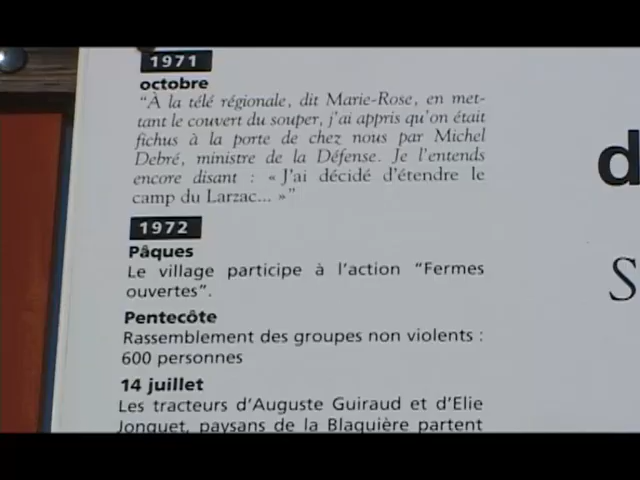 1971
octobre
"À la télé régionale, dit Marie-Rose, en met-
tant le couvert du souper, j'ai appris qu'on était
fichus à la porte de chez nous par Michel
Debré, ministre de la Défense. Je l'entends
encore disant : « J'ai décidé d'étendre le
camp du Larzac... »"
1972
Pâques
Le village participe à l'action "Fermes
ouvertes".
Pentecôte
Rassemblement des groupes non violents :
600 personnes
14 juillet
Les tracteurs d'Auguste Guiraud et d'Elie
Jonquet, paysans de la Blaquière partent
d
S